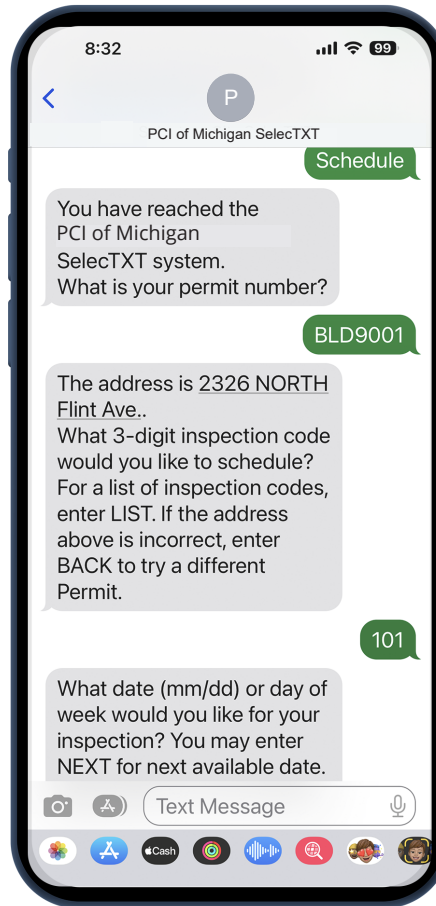 8:32
99
P
PCI of Michigan SelecTXT
Schedule
You have reached the
PCI of Michigan
SelecTXT system.
What is your permit number?
BLD9001
The address is 2326 NORTH
Flint Ave..
What 3-digit inspection code
would you like to schedule?
For a list of inspection codes,
enter LIST. If the address
above is incorrect, enter
BACK to try a different
Permit.
101
What date (mm/dd) or day of
week would you like for your
inspection? You may enter
NEXT for next available date.
Text Message
Cash